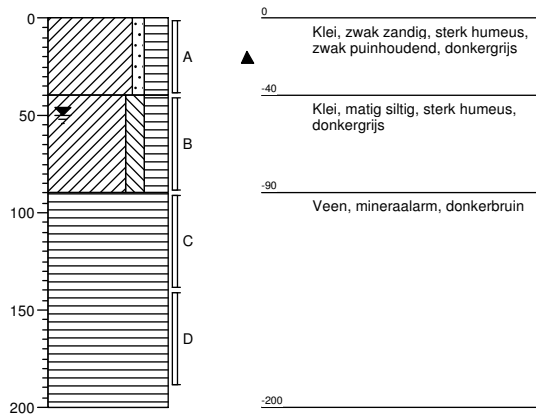 0
50
100
150
200
A
B
C
D
0
Klei, zwak zandig, sterk humeus,
zwak puinhoudend, donkergrijs
-40
Klei, matig siltig, sterk humeus,
donkergrijs
-90
Veen, mineraalarm, donkerbruin
-200